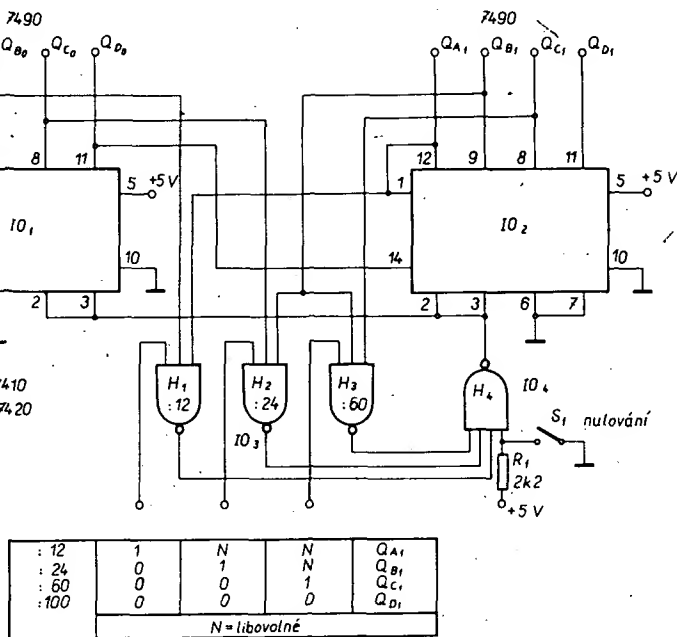 7490 7490
Q_B0 Q_C0 Q_D0 Q_A1 Q_B1 Q_C1 Q_D1
8 11 12 9 8 11
5 +5 V 1 5 +5 V
IO1 IO2
10 14 10
2 3 2 3 6 7
7410
7420
H1 :12 H2 :24 H3 :60 H4 IO4
IO3
S1 nulování
R1
2k2
+5 V
: 12 1 N N Q_A1
: 24 0 1 N Q_B1
: 60 0 0 1 Q_C1
:100 0 0 0 Q_D1
N = libovolné